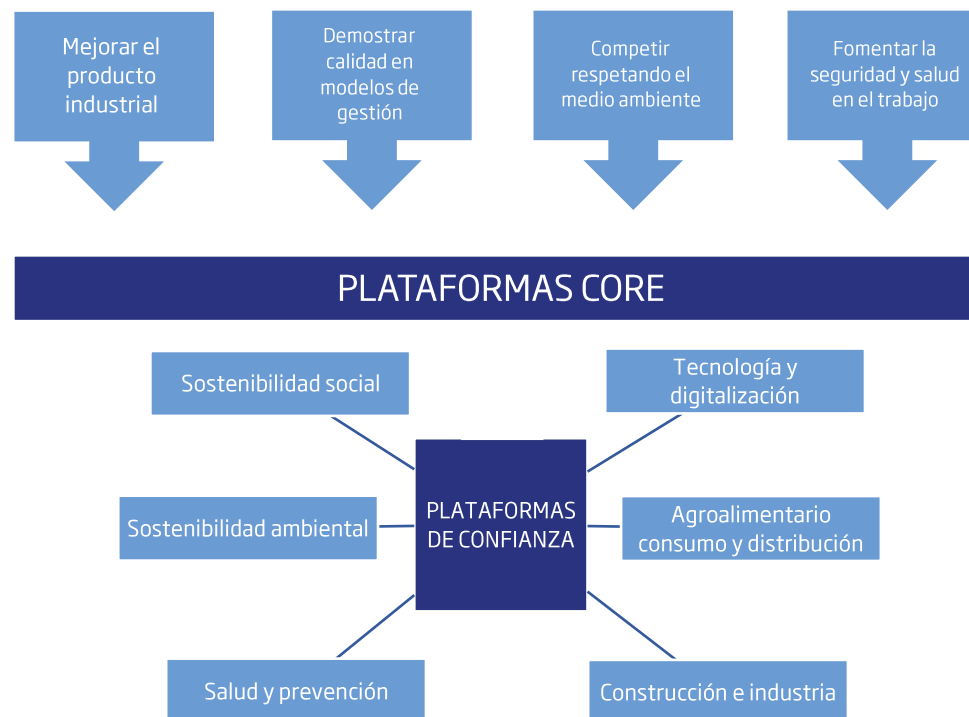 Mejorar el
producto
industrial
Demostrar
calidad en
modelos de
gestión
Competir
respetando el
medio ambiente
Fomentar la
seguridad y salud
en el trabajo
PLATAFORMAS CORE
Sostenibilidad social
Tecnología y
digitalización
PLATAFORMAS
DE CONFIANZA
Sostenibilidad ambiental
Agroalimentario
consumo y distribución
Salud y prevención
Construcción e industria